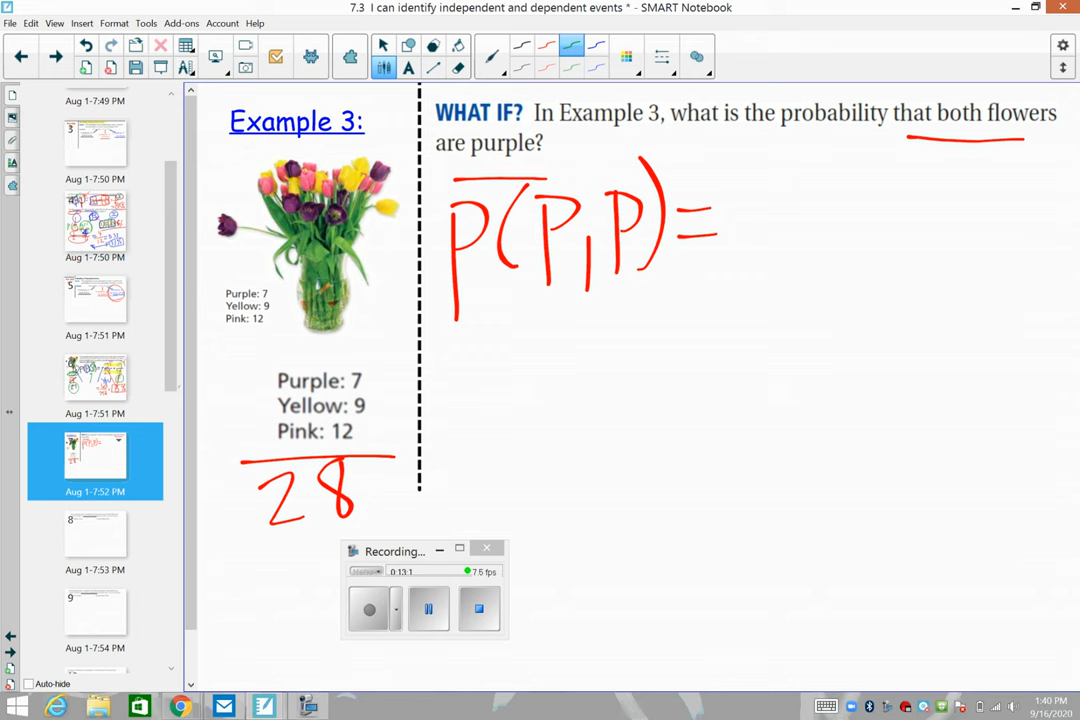 7.3 I can identify independent and dependent events * - SMART Notebook
File Edit View Insert Format Tools Add-ons Account Help
Aug 1-7:49 PM
3
Aug 1-7:50 PM
Aug 1-7:50 PM
5
Aug 1-7:51 PM
Aug 1-7:51 PM
Aug 1-7:52 PM
8
Aug 1-7:53 PM
9
Aug 1-7:54 PM
Auto-hide
Example 3:
Purple: 7
Yellow: 9
Pink: 12
Purple: 7
Yellow: 9
Pink: 12
28
WHAT IF? In Example 3, what is the probability that both flowers
are purple?
P(P,P)=
Recording...
Menu
0:13:1
7.5 fps
1:40 PM
9/16/2020